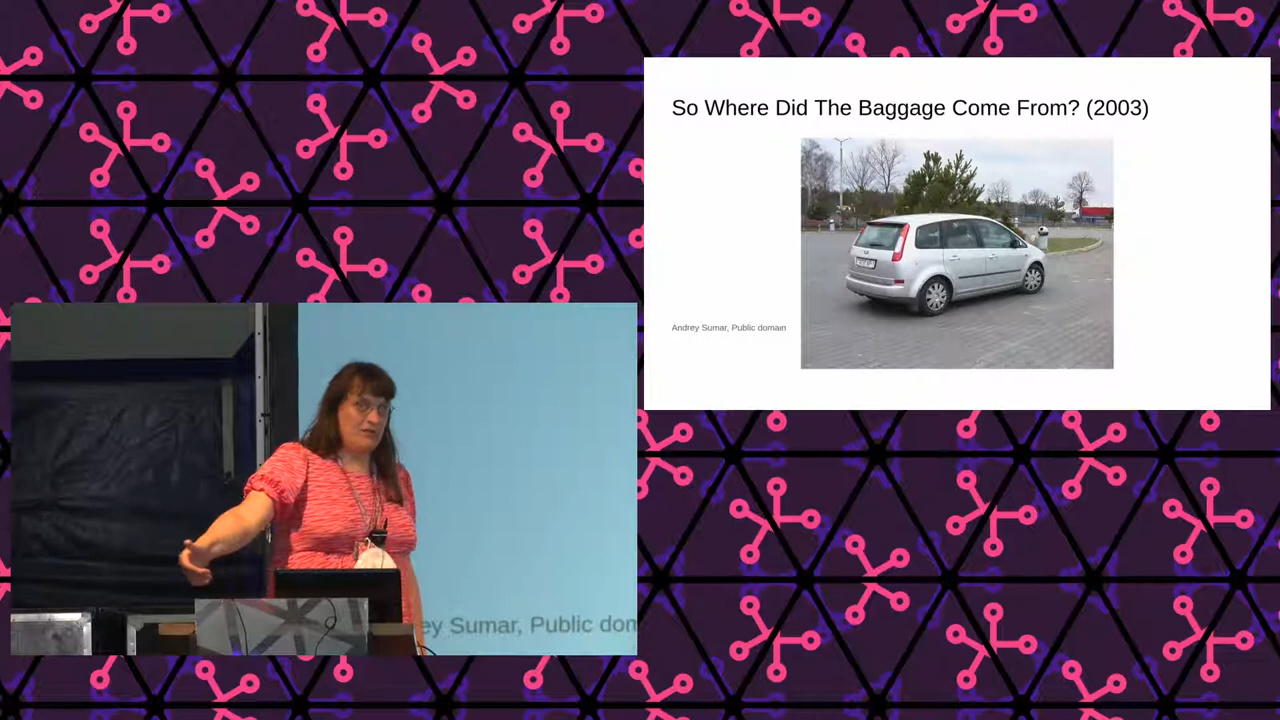 So Where Did The Baggage Come From? (2003)
Andrey Sumar, Public domain
ey Sumar, Public dom